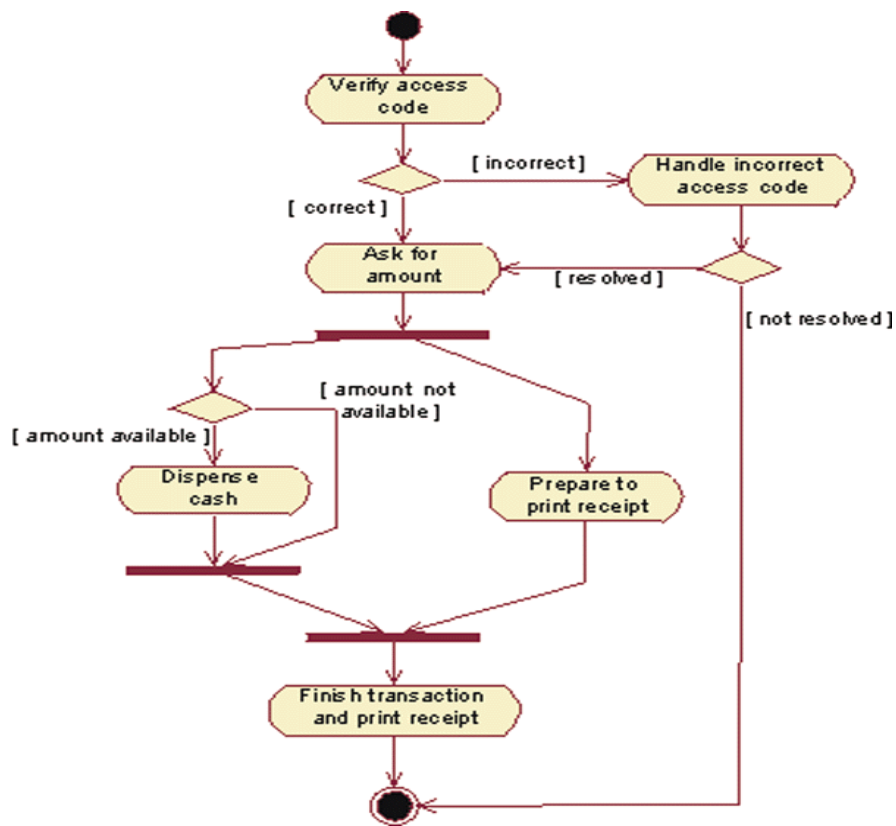 Verify access
code
[ incorrect]
Handle incorrect
access code
[ correct ]
Ask for
amount
[ resolved ]
[ not resolved ]
[ amount not
available ]
[ amount available ]
Dispense
cash
Prepare to
print receipt
Finish transaction
and print receipt